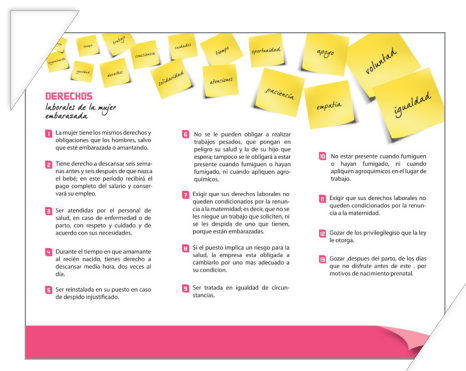 trabajo
conciencia
cuidados
tiempo
oportunidad
apoyo
voluntad
derechos
solidaridad
atenciones
paciencia
empatía
igualdad
DERECHOS
laborales de la mujer
embarazada
1 La mujer tiene los mismos derechos y
obligaciones que los hombres, salvo
que esté embarazada o amantando.
2 Tiene derecho a descansar seis sema-
nas antes y seis después de que nazca
el bebé; en este periodo recibirá el
pago completo del salario y conser-
vará su empleo.
3 Ser atendidas por el personal de
salud, en caso de enfermedad o de
parto, con respeto y cuidado y de
acuerdo con sus necesidades.
4 Durante el tiempo en que amamante
al recién nacido, tienes derecho a
descansar media hora, dos veces al
día.
5 Ser reinstalada en su puesto en caso
de despido injustificado.
6 No se le pueden obligar a realizar
trabajos pesados, que pongan en
peligro su salud y la de su hijo que
espera; tampoco se le obligará a estar
presente cuando fumiguen o hayan
fumigado, ni cuando apliquen agro-
químicos.
7 Exigir que sus derechos laborales no
queden condicionados por la renun-
cia a la maternidad; es decir, que no se
les niegue un trabajo que soliciten, ni
se les despida de uno que tienen,
porque están embarazadas.
8 Si el puesto implica un riesgo para la
salud, la empresa esta obligada a
cambiarlo por uno mas adecuado a
su condicion.
9 Ser tratada en igualdad de circun-
stancias.
10 No estar presente cuando fumiguen
o hayan fumigado, ni cuando
apliquen agroquímicos en el lugar de
trabajo.
11 Exigir que sus derechos laborales no
queden condicionados por la renun-
cia a la maternidad.
12 Gozar de los privilegilegiso que la ley
le otorga.
13 Gozar ,despues del parto, de los dias
que no disfrute antes de este , por
motivos de nacimiento prenatal.